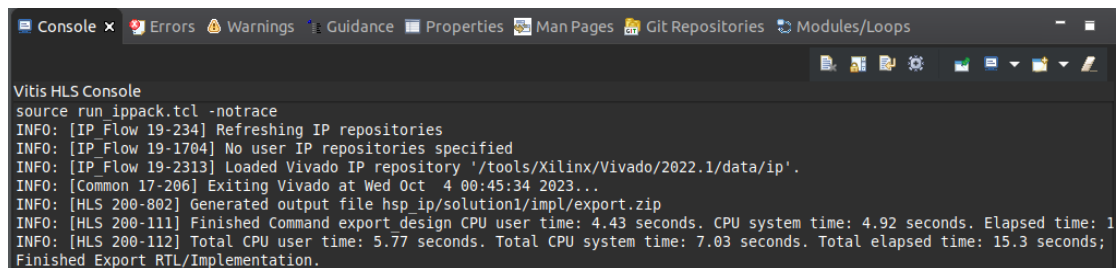 Console Errors Warnings Guidance Properties Man Pages Git Repositories Modules/Loops
Vitis HLS Console
source run_ippack.tcl -notrace
INFO: [IP_Flow 19-234] Refreshing IP repositories
INFO: [IP_Flow 19-1704] No user IP repositories specified
INFO: [IP_Flow 19-2313] Loaded Vivado IP repository '/tools/Xilinx/Vivado/2022.1/data/ip'.
INFO: [Common 17-206] Exiting Vivado at Wed Oct  4 00:45:34 2023...
INFO: [HLS 200-802] Generated output file hsp_ip/solution1/impl/export.zip
INFO: [HLS 200-111] Finished Command export_design CPU user time: 4.43 seconds. CPU system time: 4.92 seconds. Elapsed time: 1
INFO: [HLS 200-112] Total CPU user time: 5.77 seconds. Total CPU system time: 7.03 seconds. Total elapsed time: 15.3 seconds;
Finished Export RTL/Implementation.